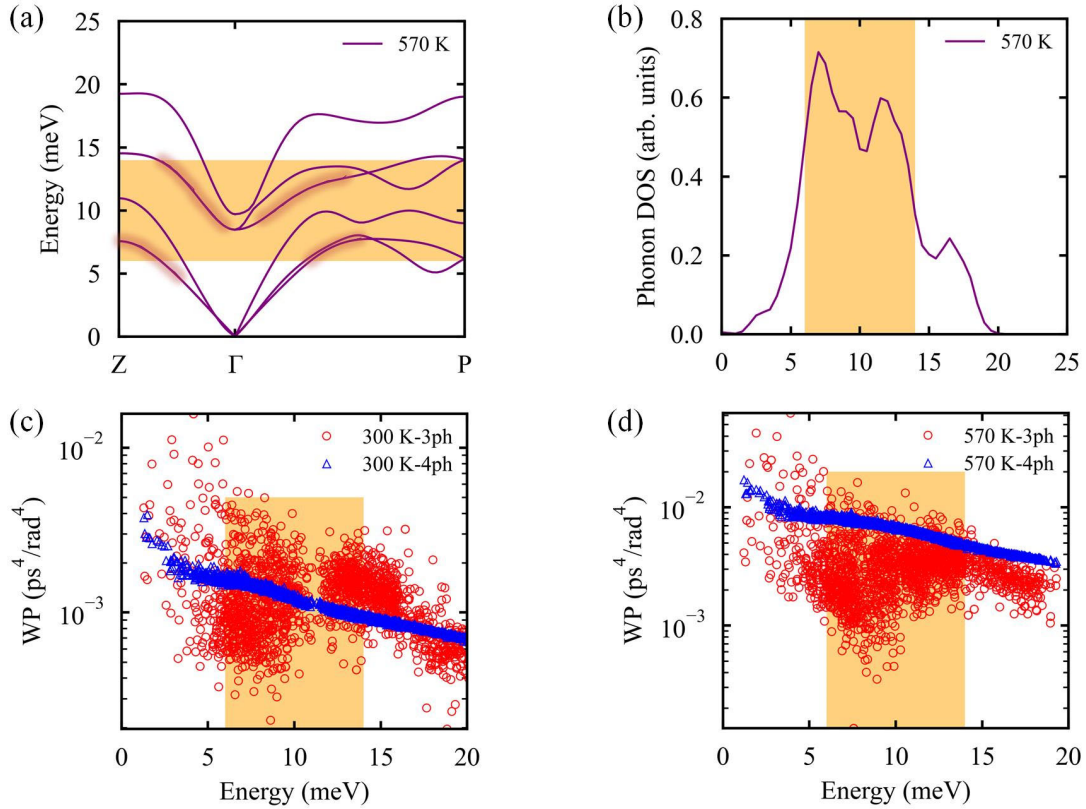 (a)
570 K
25
20
15
10
5
0
Energy (meV)
Z Γ P
(b)
570 K
0.8
0.6
0.4
0.2
0.0
Phonon DOS (arb. units)
0 5 10 15 20 25
(c)
300 K-3ph
300 K-4ph
10⁻²
10⁻³
WP (ps⁴/rad⁴)
0 5 10 15 20
Energy (meV)
(d)
570 K-3ph
570 K-4ph
10⁻²
10⁻³
WP (ps⁴/rad⁴)
0 5 10 15 20
Energy (meV)